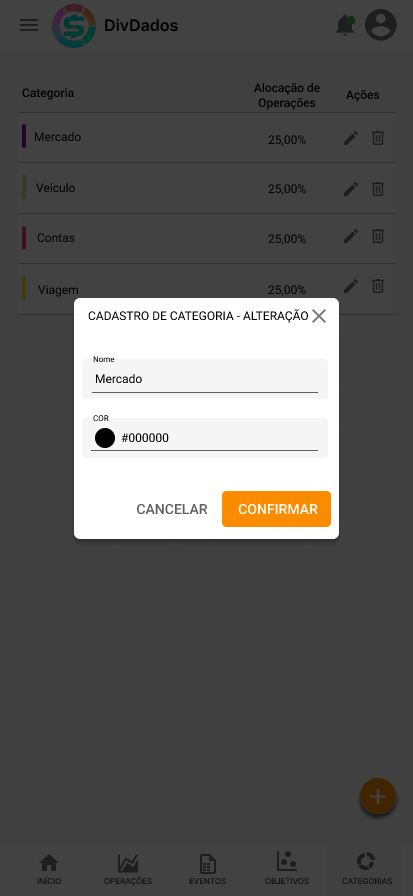 DivDados
Categoria
Alocação de
Operações
Ações
Mercado
25,00%
Veículo
25,00%
Contas
25,00%
Viagem
25,00%
CADASTRO DE CATEGORIA - ALTERAÇÃO
Nome
Mercado
COR
#000000
CANCELAR
CONFIRMAR
INÍCIO
OPERAÇÕES
EVENTOS
OBJETIVOS
CATEGORIAS